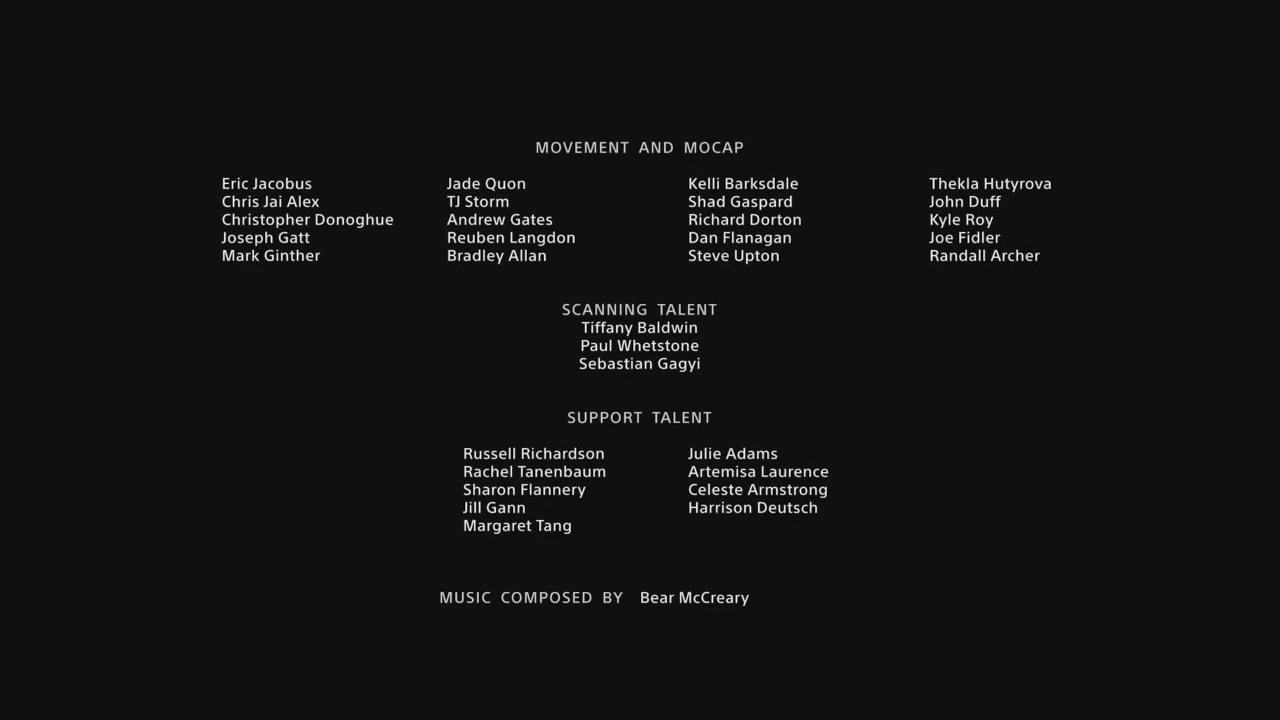 MOVEMENT AND MOCAP
Eric Jacobus Jade Quon Kelli Barksdale Thekla Hutyrova
Chris Jai Alex TJ Storm Shad Gaspard John Duff
Christopher Donoghue Andrew Gates Richard Dorton Kyle Roy
Joseph Gatt Reuben Langdon Dan Flanagan Joe Fidler
Mark Ginther Bradley Allan Steve Upton Randall Archer
SCANNING TALENT
Tiffany Baldwin
Paul Whetstone
Sebastian Gagyi
SUPPORT TALENT
Russell Richardson Julie Adams
Rachel Tanenbaum Artemisa Laurence
Sharon Flannery Celeste Armstrong
Jill Gann Harrison Deutsch
Margaret Tang
MUSIC COMPOSED BY Bear McCreary